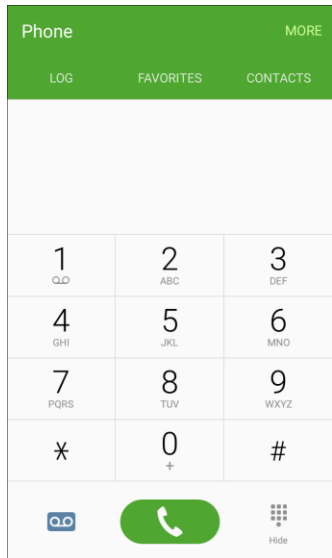 Phone MORE
LOG FAVORITES CONTACTS
1 2 3
ABC DEF
4 5 6
GHI JKL MNO
7 8 9
PQRS TUV WXYZ
* 0 #
+
Hide